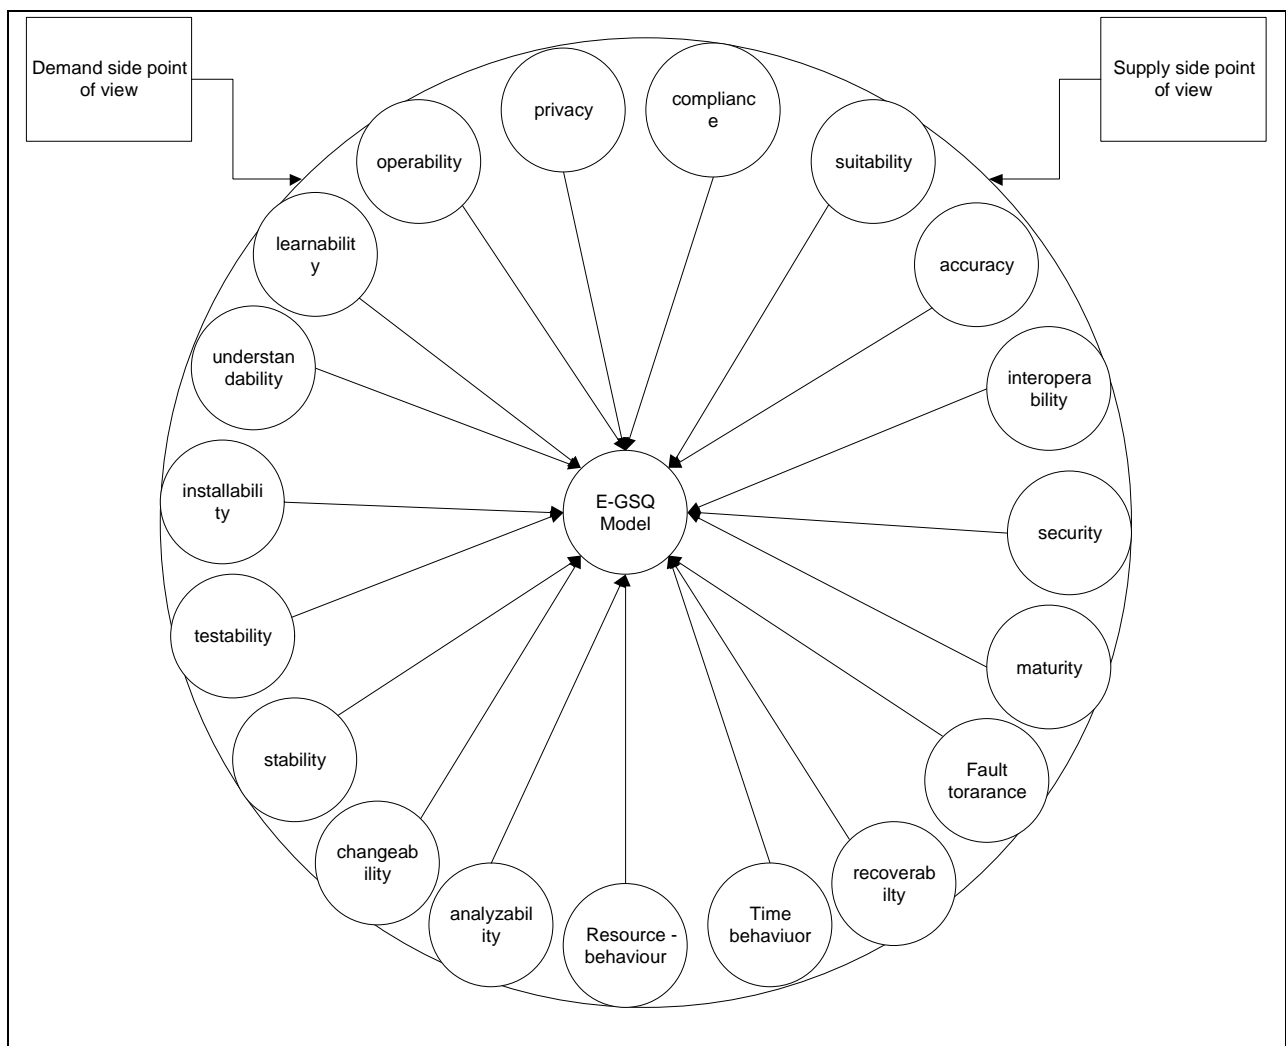 Demand side point
of view
Supply side point
of view
privacy
complianc
e
operability
suitability
learnabilit
y
accuracy
understan
dability
interopera
bility
installabili
ty
E-GSQ
Model
security
testability
maturity
stability
Fault
torarance
changeab
ility
recoverab
ilty
analyzabil
ity
Resource -
behaviour
Time
behaviuor